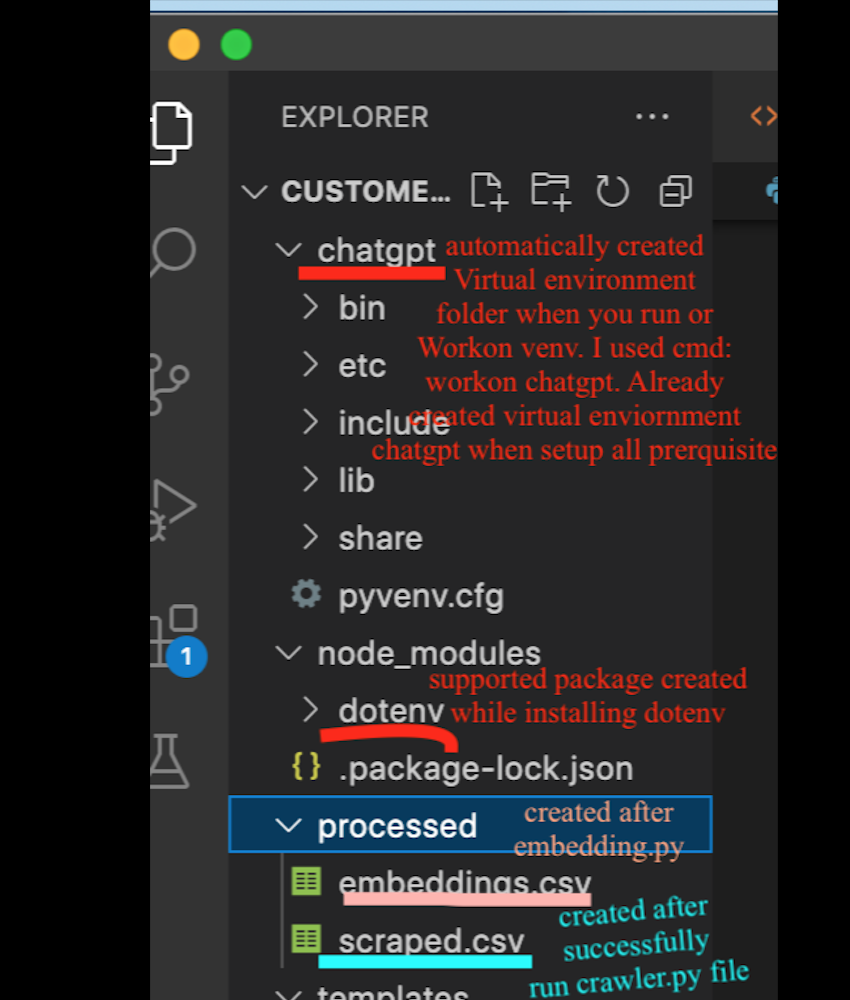 EXPLORER ...
CUSTOME...
chatgpt
automatically created
Virtual environment
folder when you run or
Workon venv. I used cmd:
workon chatgpt. Already
created virtual enviornment
chatgpt when setup all prerquisite
bin
etc
include
lib
share
pyvenv.cfg
node_modules
supported package created
while installing dotenv
dotenv
{} .package-lock.json
processed
created after
embedding.py
embeddings.csv
scraped.csv
created after
successfully
run crawler.py file
templates
1